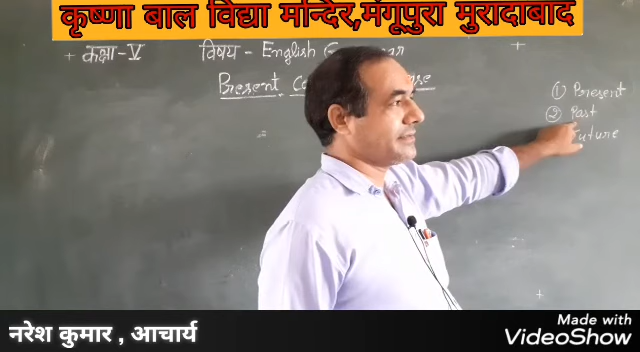 कृष्णा बाल विद्या मन्दिर,मंगूपुरा मुरादाबाद
कक्षा-V
विषय - English
Present
① Present
② Past
Future
नरेश कुमार , आचार्य
Made with
VideoShow